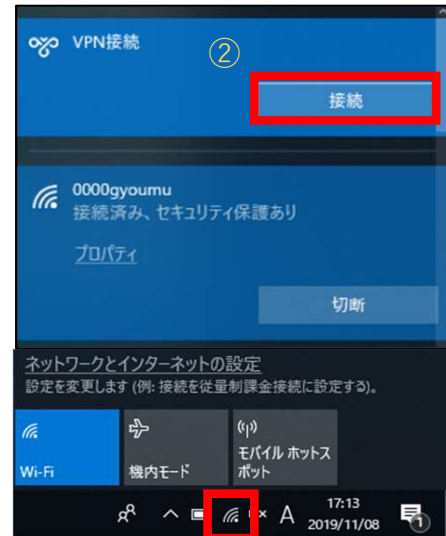 VPN接続
②
接続
0000gyoumu
接続済み、セキュリティ保護あり
プロパティ
切断
ネットワークとインターネットの設定
設定を変更します (例: 接続を従量制課金接続に設定する)。
Wi-Fi
機内モード
モバイル ホットス
ポット
A
17:13
2019/11/08
1